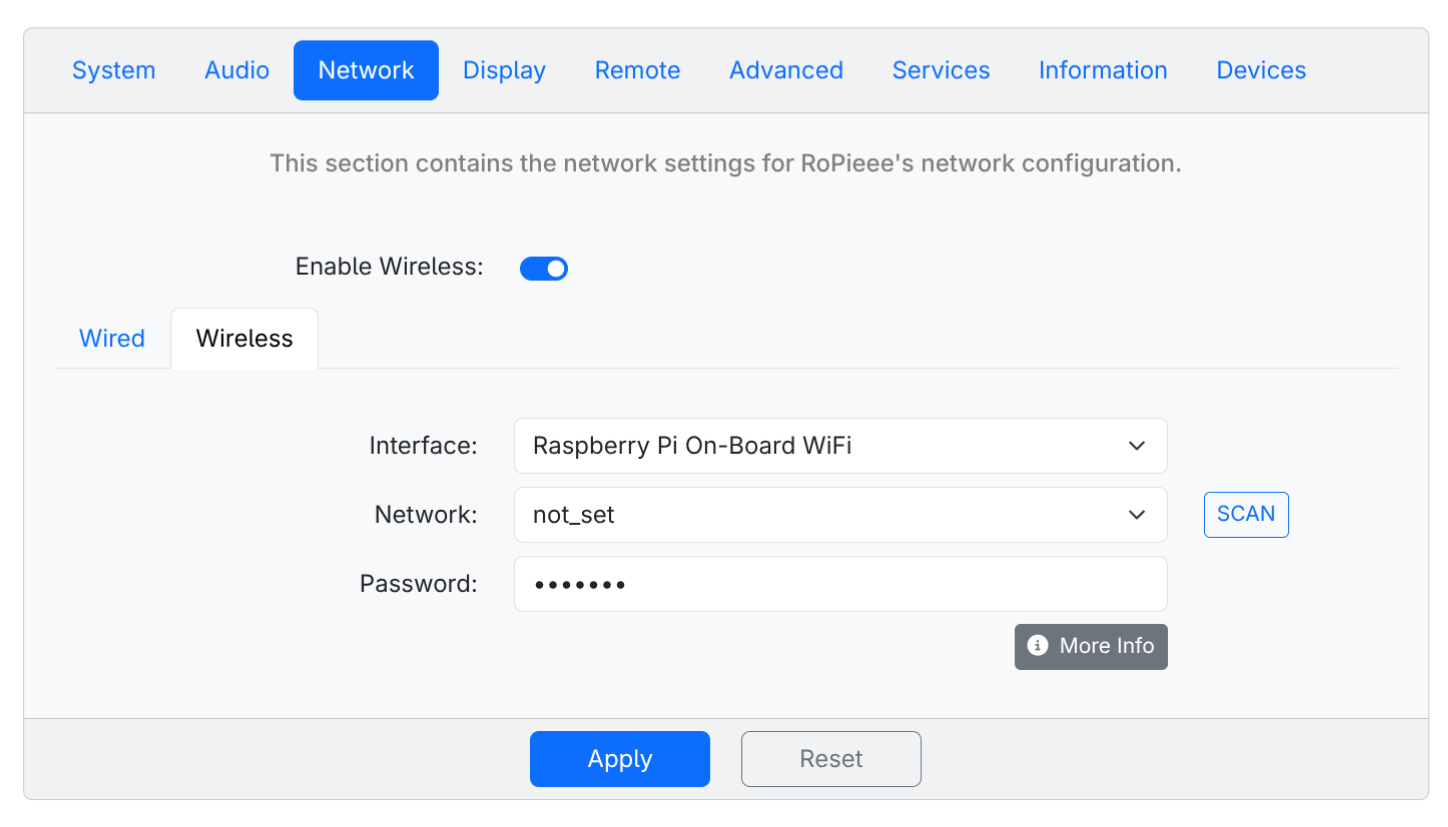 System Audio Network Display Remote Advanced Services Information Devices
This section contains the network settings for RoPieee's network configuration.
Enable Wireless:
Wired Wireless
Interface: Raspberry Pi On-Board WiFi
Network: not_set SCAN
Password: •••••••
More Info
Apply Reset